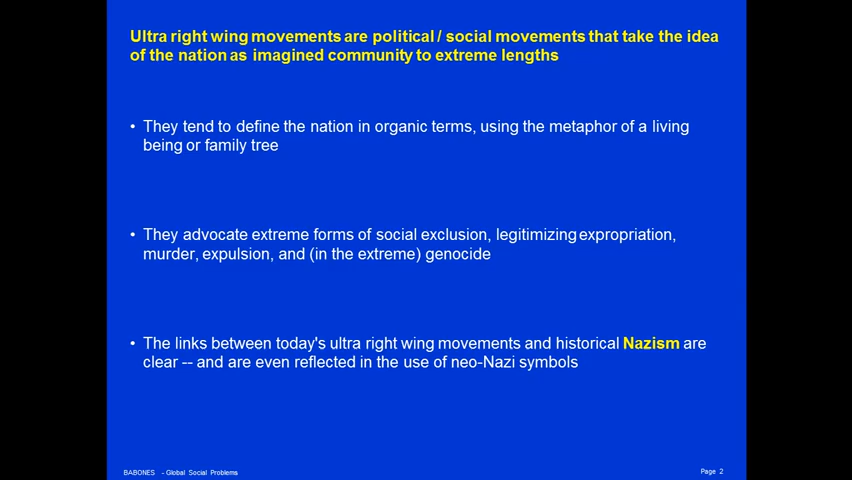 Ultra right wing movements are political / social movements that take the idea
of the nation as imagined community to extreme lengths
• They tend to define the nation in organic terms, using the metaphor of a living
being or family tree
• They advocate extreme forms of social exclusion, legitimizing expropriation,
murder, expulsion, and (in the extreme) genocide
• The links between today's ultra right wing movements and historical Nazism are
clear -- and are even reflected in the use of neo-Nazi symbols
BABONES - Global Social Problems
Page 2